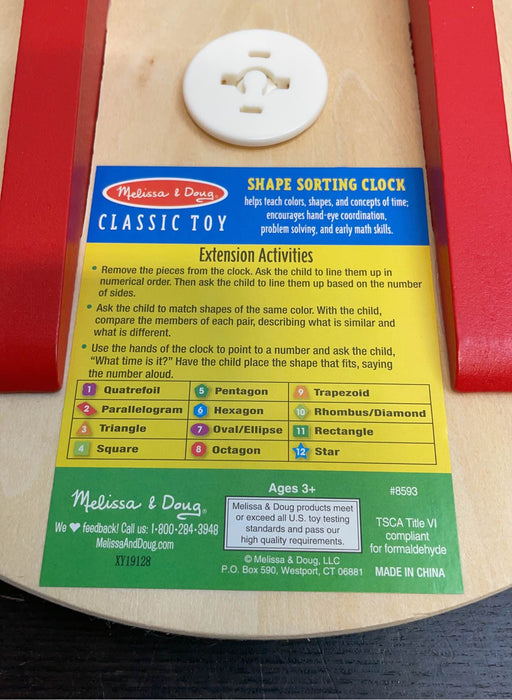 Melissa & Doug®
CLASSIC TOY
SHAPE SORTING CLOCK
helps teach colors, shapes, and concepts of time;
encourages hand-eye coordination,
problem solving, and early math skills.
Extension Activities
• Remove the pieces from the clock. Ask the child to line them up in
numerical order. Then ask the child to line them up based on the number
of sides.
• Ask the child to match shapes of the same color. With the child,
compare the members of each pair, describing what is similar and
what is different.
• Use the hands of the clock to point to a number and ask the child,
“What time is it?” Have the child place the shape that fits, saying
the number aloud.
1 Quatrefoil 5 Pentagon 9 Trapezoid
2 Parallelogram 6 Hexagon 10 Rhombus/Diamond
3 Triangle 7 Oval/Ellipse 11 Rectangle
4 Square 8 Octagon 12 Star
Melissa & Doug®
We ♥ feedback! Call us: 1-800-284-3948
MelissaAndDoug.com
XY19128
Ages 3+
Melissa & Doug products meet
or exceed all U.S. toy testing
standards and pass our
high quality requirements.
© Melissa & Doug, LLC
P.O. Box 590, Westport, CT 06881
#8593
TSCA Title VI
compliant
for formaldehyde
MADE IN CHINA